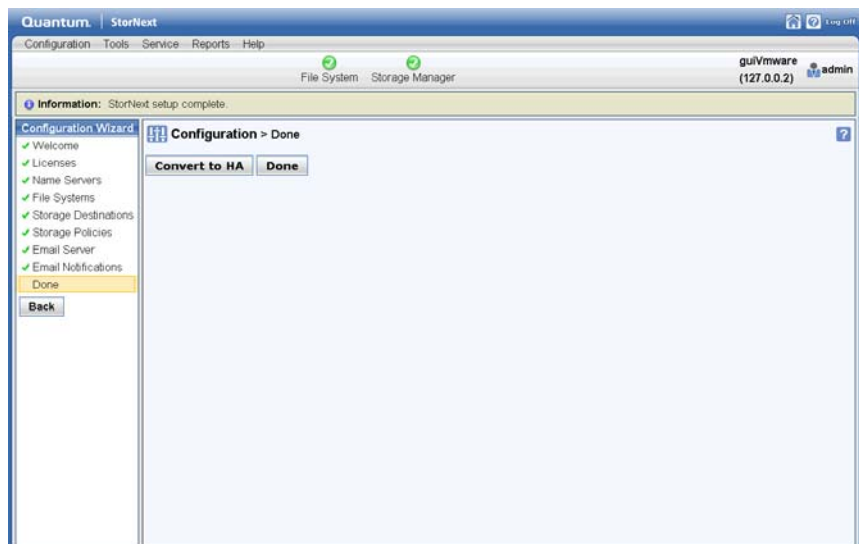 Quantum. StorNext
Log Off
Configuration Tools Service Reports Help
File System Storage Manager
guiVmware
(127.0.0.2)
admin
Information: StorNext setup complete.
Configuration Wizard
Welcome
Licenses
Name Servers
File Systems
Storage Destinations
Storage Policies
Email Server
Email Notifications
Done
Back
Configuration > Done
?
Convert to HA Done